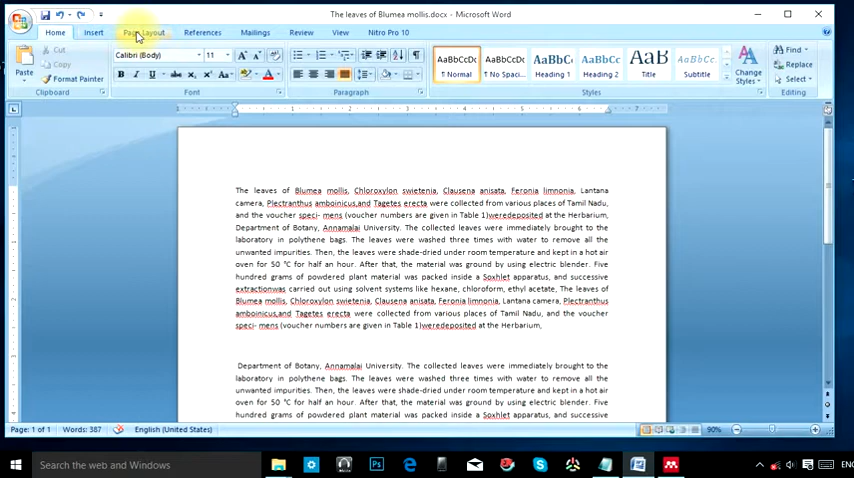 The leaves of Blumea mollis.docx - Microsoft Word
Home Insert Page Layout References Mailings Review View Nitro Pro 10
Paste Cut Copy Format Painter
Calibri (Body) 11
AaBbCcDc AaBbCcDc AaBbCc AaBbCc AaB AaBbCc.
¶ Normal ¶ No Spaci... Heading 1 Heading 2 Title Subtitle
Change Styles
Find Replace Select
Clipboard Font Paragraph Styles Editing
The leaves of Blumea mollis, Chloroxylon swietenia, Clausena anisata, Feronia limnonia, Lantana
camera, Plectranthus amboinicus,and Tagetes erecta were collected from various places of Tamil Nadu,
and the voucher speci- mens (voucher numbers are given in Table 1)weredeposited at the Herbarium,
Department of Botany, Annamalai University. The collected leaves were immediately brought to the
laboratory in polythene bags. The leaves were washed three times with water to remove all the
unwanted impurities. Then, the leaves were shade-dried under room temperature and kept in a hot air
oven for 50 °C for half an hour. After that, the material was ground by using electric blender. Five
hundred grams of powdered plant material was packed inside a Soxhlet apparatus, and successive
extractionwas carried out using solvent systems like hexane, chloroform, ethyl acetate, The leaves of
Blumea mollis, Chloroxylon swietenia, Clausena anisata, Feronia limnonia, Lantana camera, Plectranthus
amboinicus,and Tagetes erecta were collected from various places of Tamil Nadu, and the voucher
speci- mens (voucher numbers are given in Table 1)weredeposited at the Herbarium,
Department of Botany, Annamalai University. The collected leaves were immediately brought to the
laboratory in polythene bags. The leaves were washed three times with water to remove all the
unwanted impurities. Then, the leaves were shade-dried under room temperature and kept in a hot air
oven for 50 °C for half an hour. After that, the material was ground by using electric blender. Five
hundred grams of powdered plant material was packed inside a Soxhlet apparatus, and successive
Page: 1 of 1 Words: 387 English (United States) 90%
Search the web and Windows